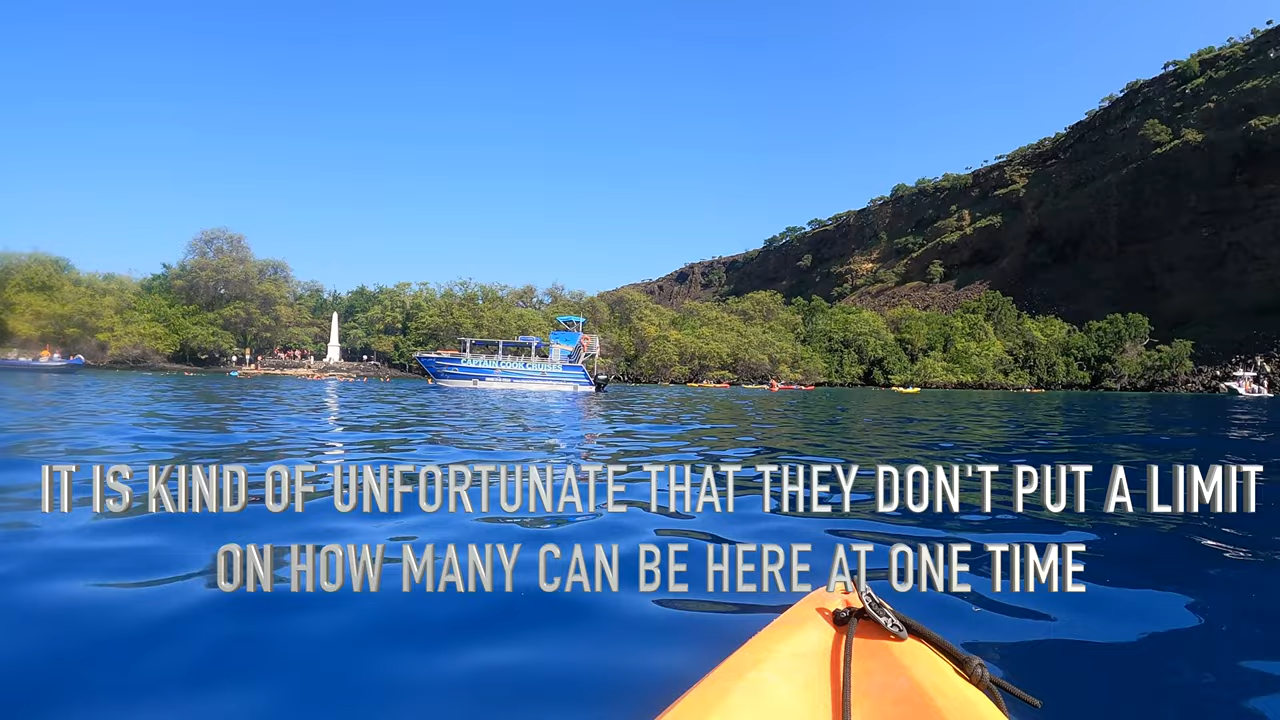 CAPTAIN COOK CRUISES
IT IS KIND OF UNFORTUNATE THAT THEY DON'T PUT A LIMIT
ON HOW MANY CAN BE HERE AT ONE TIME